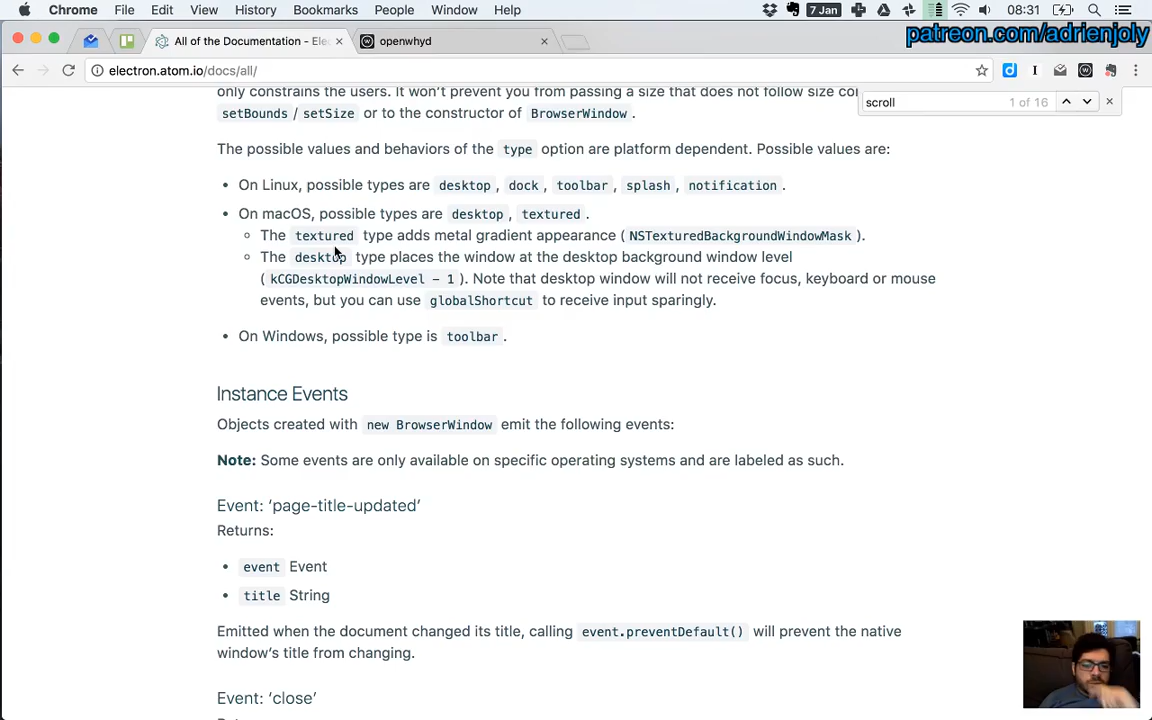 Chrome File Edit View History Bookmarks People Window Help 7 Jan 08:31
patreon.com/adrienjoly
All of the Documentation - Elec
openwhyd
electron.atom.io/docs/all/
scroll 1 of 16
only constrains the users. It won't prevent you from passing a size that does not follow size
setBounds / setSize or to the constructor of BrowserWindow.
The possible values and behaviors of the type option are platform dependent. Possible values are:
• On Linux, possible types are desktop, dock, toolbar, splash, notification.
• On macOS, possible types are desktop, textured.
The textured type adds metal gradient appearance (NSTexturedBackgroundWindowMask).
The desktop type places the window at the desktop background window level
(kCGDesktopWindowLevel - 1). Note that desktop window will not receive focus, keyboard or mouse
events, but you can use globalShortcut to receive input sparingly.
• On Windows, possible type is toolbar.
Instance Events
Objects created with new BrowserWindow emit the following events:
Note: Some events are only available on specific operating systems and are labeled as such.
Event: ‘page-title-updated’
Returns:
• event Event
• title String
Emitted when the document changed its title, calling event.preventDefault() will prevent the native
window's title from changing.
Event: ‘close’